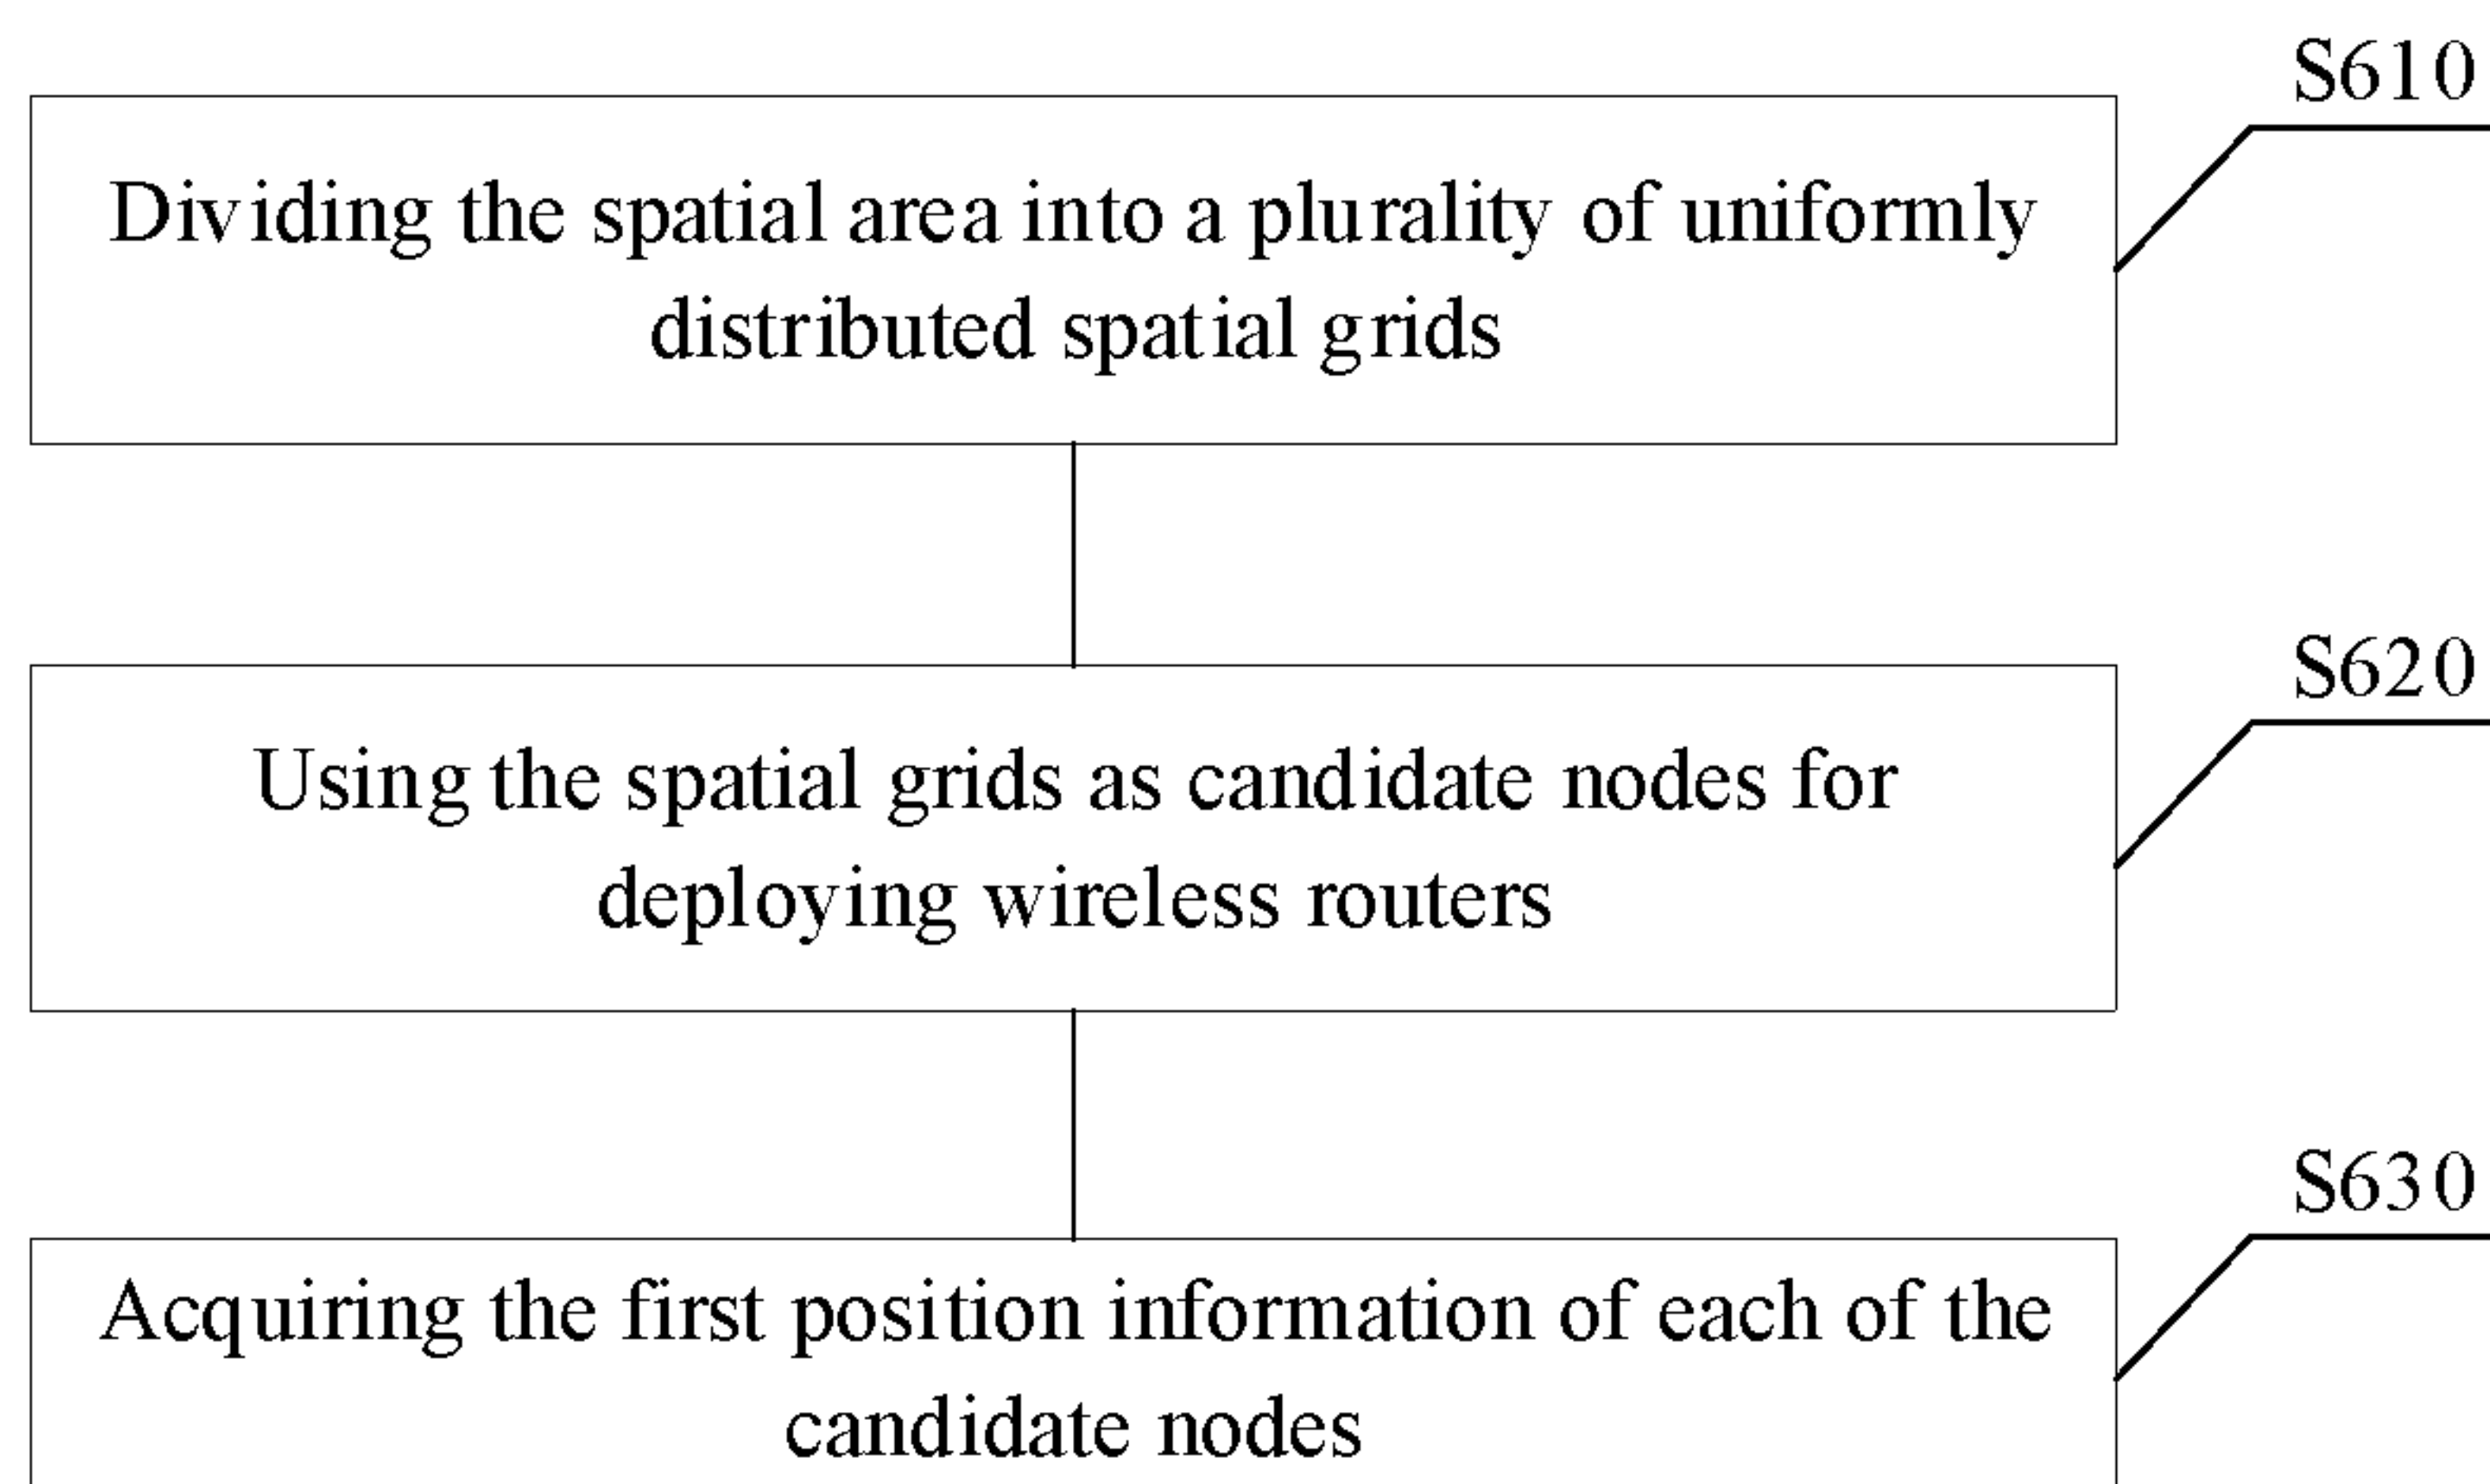 S610
Dividing the spatial area into a plurality of uniformly
distributed spatial grids
S620
Using the spatial grids as candidate nodes for
deploying wireless routers
S630
Acquiring the first position information of each of the
candidate nodes